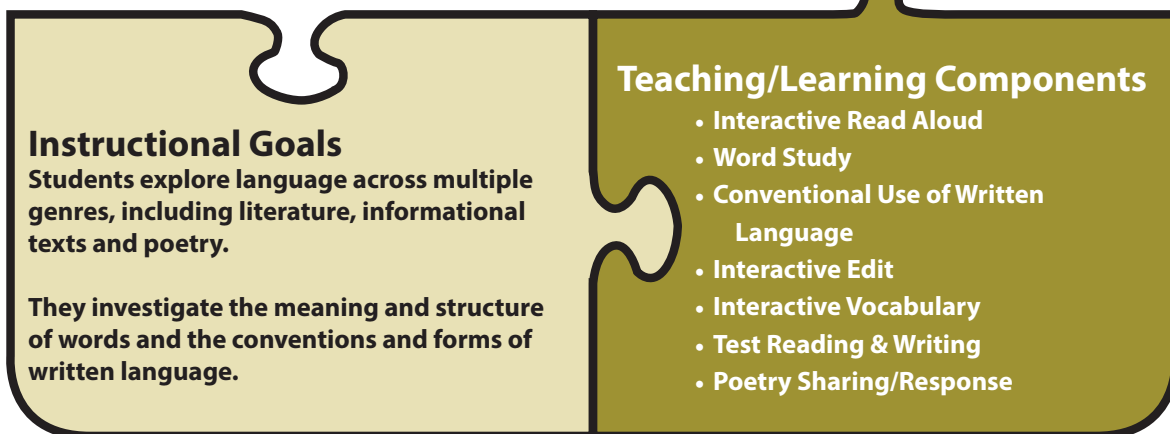 Instructional Goals
Students explore language across multiple
genres, including literature, informational
texts and poetry.
They investigate the meaning and structure
of words and the conventions and forms of
written language.
Teaching/Learning Components
• Interactive Read Aloud
• Word Study
• Conventional Use of Written
Language
• Interactive Edit
• Interactive Vocabulary
• Test Reading & Writing
• Poetry Sharing/Response